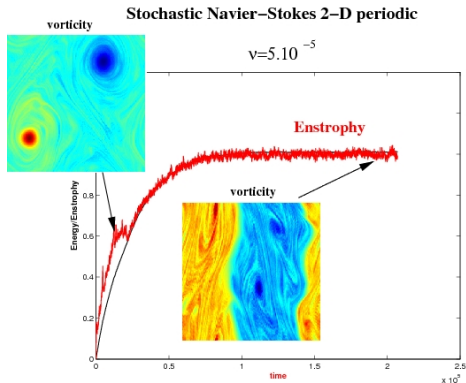 Stochastic Navier−Stokes 2−D periodic
ν=5.10 −5
vorticity
Enstrophy
vorticity
Energy/Enstrophy
0.8
0.6
0.4
0.2
0
0 0.5 1 1.5 2 2.5
time
x 10 5